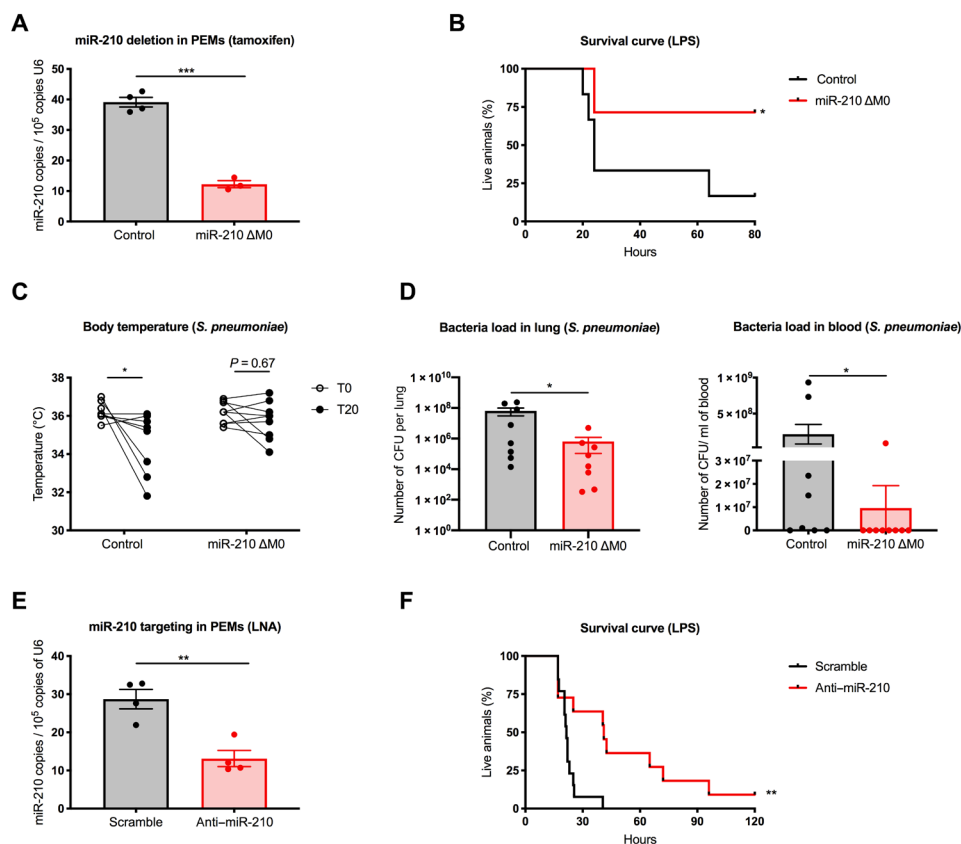 A
miR-210 deletion in PEMs (tamoxifen)
miR-210 copies / 10⁵ copies U6
50
40
30
20
10
0
***
Control
miR-210 ΔM0
B
Survival curve (LPS)
Live animals (%)
100
75
50
25
0
0
20
40
60
80
Hours
*
Control
miR-210 ΔM0
C
Body temperature (S. pneumoniae)
Temperature (°C)
38
36
34
32
30
*
P = 0.67
T0
T20
Control
miR-210 ΔM0
D
Bacteria load in lung (S. pneumoniae)
Number of CFU per lung
1 × 10¹⁰
1 × 10⁸
1 × 10⁶
1 × 10⁴
1 × 10²
1 × 10⁰
*
Control
miR-210 ΔM0
Bacteria load in blood (S. pneumoniae)
Number of CFU/ ml of blood
1 × 10⁹
5 × 10⁸
3 × 10⁷
2 × 10⁷
1 × 10⁷
0
*
Control
miR-210 ΔM0
E
miR-210 targeting in PEMs (LNA)
miR-210 copies / 10⁵ copies of U6
40
30
20
10
0
**
Scramble
Anti–miR-210
F
Survival curve (LPS)
Live animals (%)
100
75
50
25
0
0
30
60
90
120
Hours
**
Scramble
Anti–miR-210